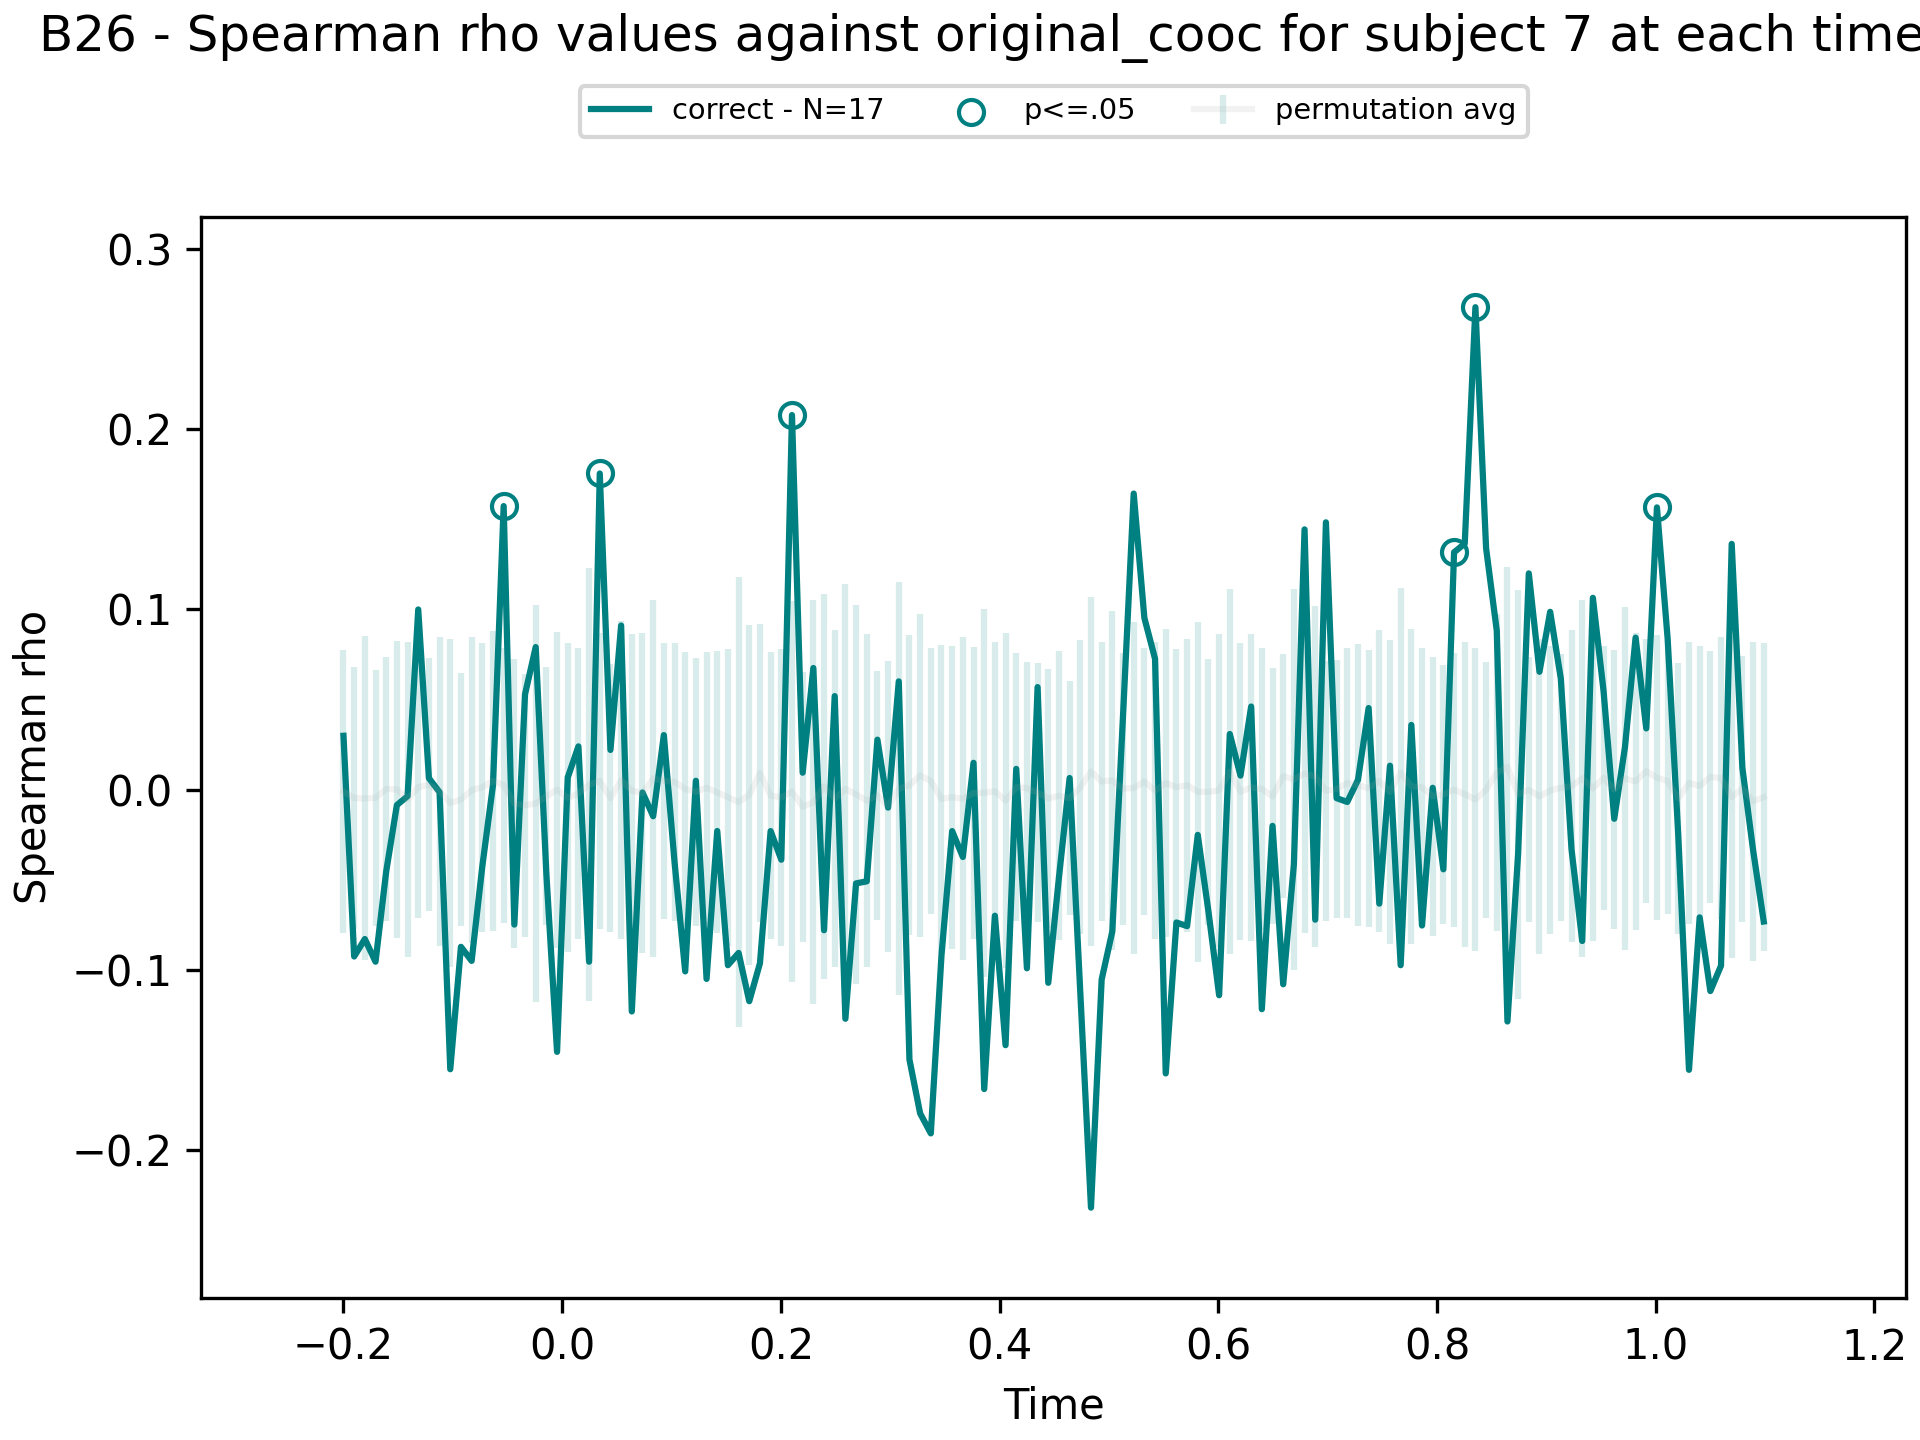 B26 - Spearman rho values against original_cooc for subject 7 at each time
correct - N=17 p<=.05 permutation avg
Spearman rho
0.3
0.2
0.1
0.0
−0.1
−0.2
−0.2 0.0 0.2 0.4 0.6 0.8 1.0 1.2
Time